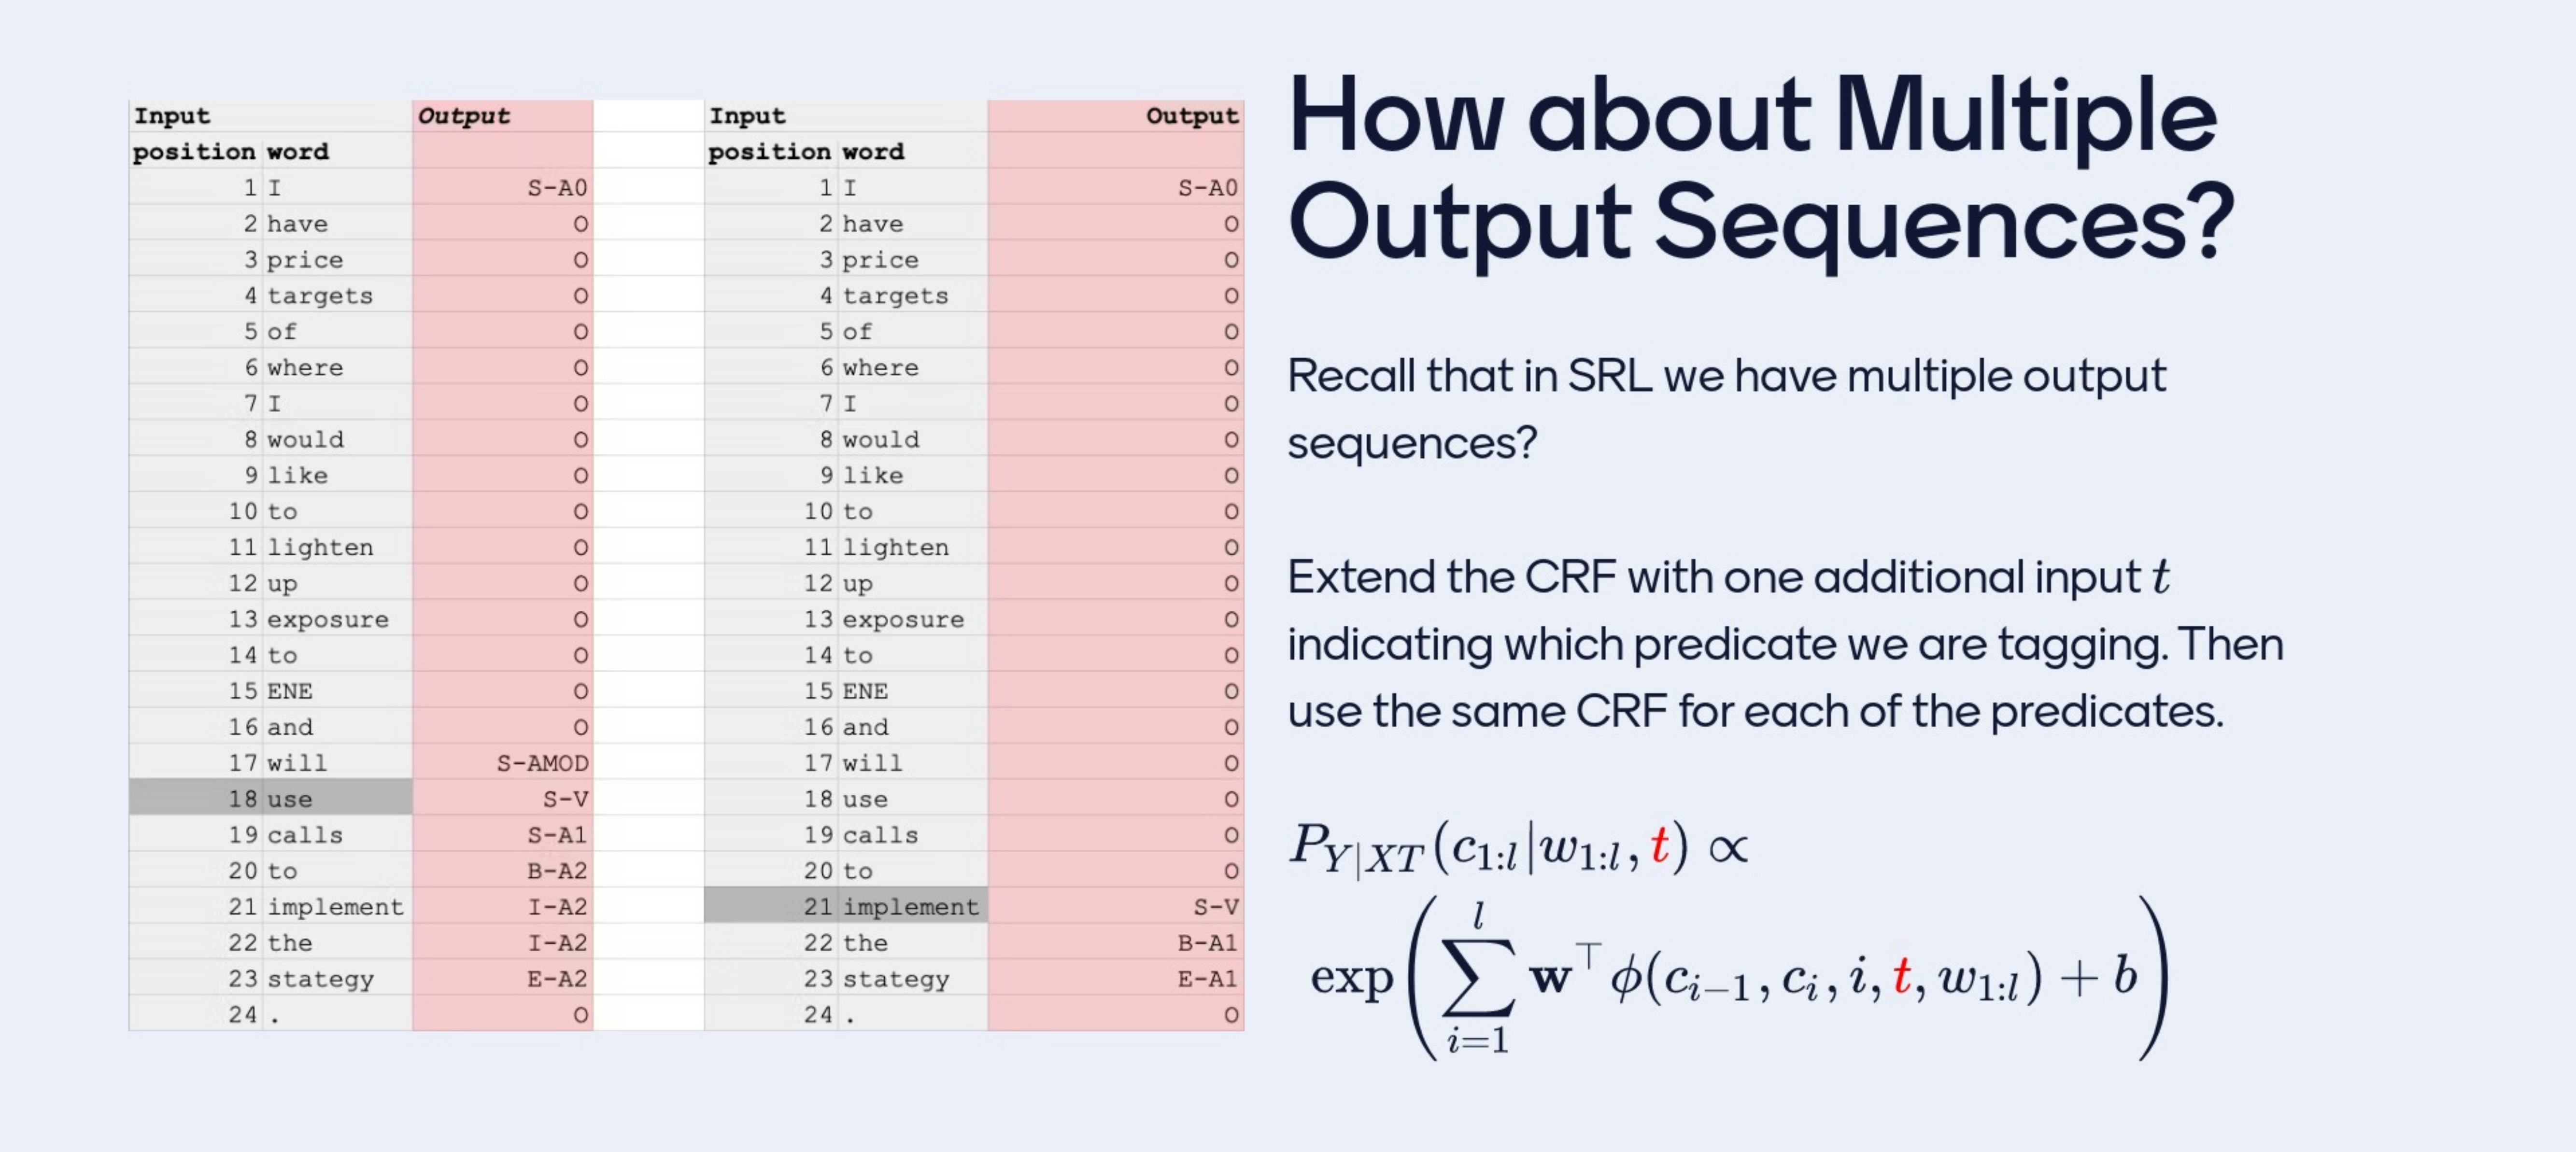 Input Output Input Output
position word position word
1 I S-A0 1 I S-A0
2 have O 2 have O
3 price O 3 price O
4 targets O 4 targets O
5 of O 5 of O
6 where O 6 where O
7 I O 7 I O
8 would O 8 would O
9 like O 9 like O
10 to O 10 to O
11 lighten O 11 lighten O
12 up O 12 up O
13 exposure O 13 exposure O
14 to O 14 to O
15 ENE O 15 ENE O
16 and O 16 and O
17 will S-AMOD 17 will O
18 use S-V 18 use O
19 calls S-A1 19 calls O
20 to B-A2 20 to O
21 implement I-A2 21 implement S-V
22 the I-A2 22 the B-A1
23 stategy E-A2 23 stategy E-A1
24 . O 24 . O
How about Multiple
Output Sequences?
Recall that in SRL we have multiple output
sequences?
Extend the CRF with one additional input t
indicating which predicate we are tagging. Then
use the same CRF for each of the predicates.
P_{Y|XT}(c_{1:l}|w_{1:l}, t) ∝
exp(∑_{i=1}^{l} w^⊤ ϕ(c_{i−1}, c_i, i, t, w_{1:l}) + b)